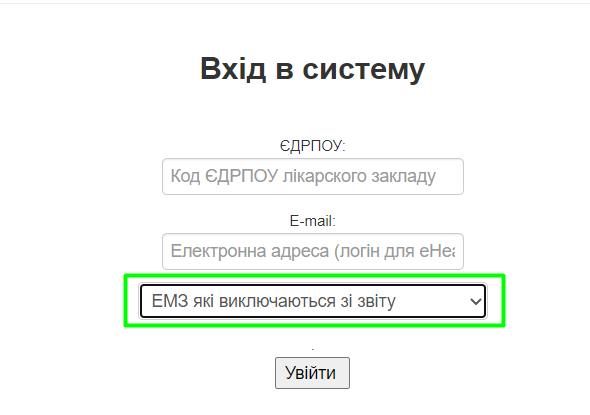 Вхід в систему
ЄДРПОУ:
Код ЄДРПОУ лікарского закладу
E-mail:
Електронна адреса (логін для eHea
ЕМЗ які виключаються зі звіту
.
Увійти